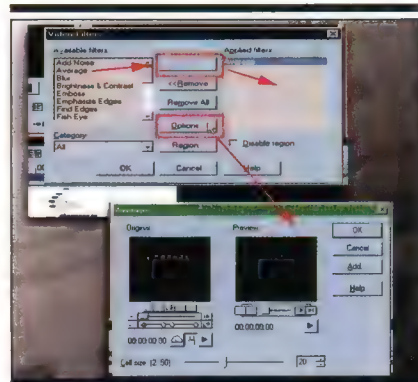 Video Filters
Available filters
Applied filters
Add Noise
Average
Blur
Brightness & Contrast
Emboss
Emphasize Edges
Find Edges
Fish Eye
<<Remove
Remove All
Options
Category
All
Region
Disable region
OK
Cancel
Help
Original
Preview
OK
Cancel
Add
Help
00:00:00:00
00:00:00:00
Cell size (2..50)
20